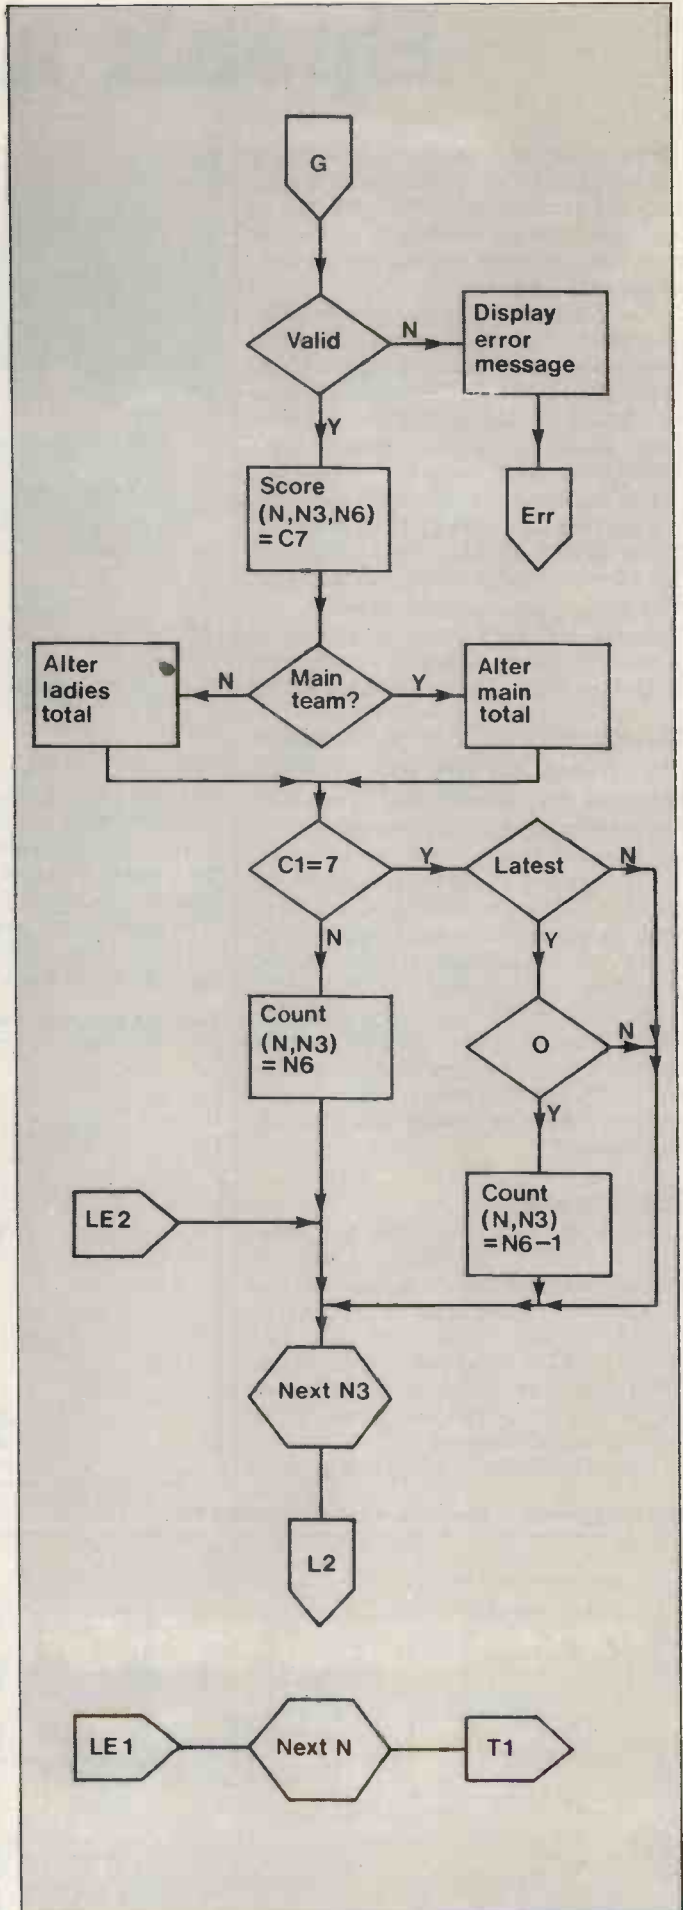 G
Valid
N
Display
error
message
Y
Score
(N,N3,N6)
=C7
Err
Alter
ladies
total
N
Main
team?
Y
Alter
main
total
C1=7
Y
Latest
N
N
Y
Count
(N,N3)
=N6
O
N
Y
LE2
Count
(N,N3)
=N6-1
Next N3
L2
LE1
Next N
T1